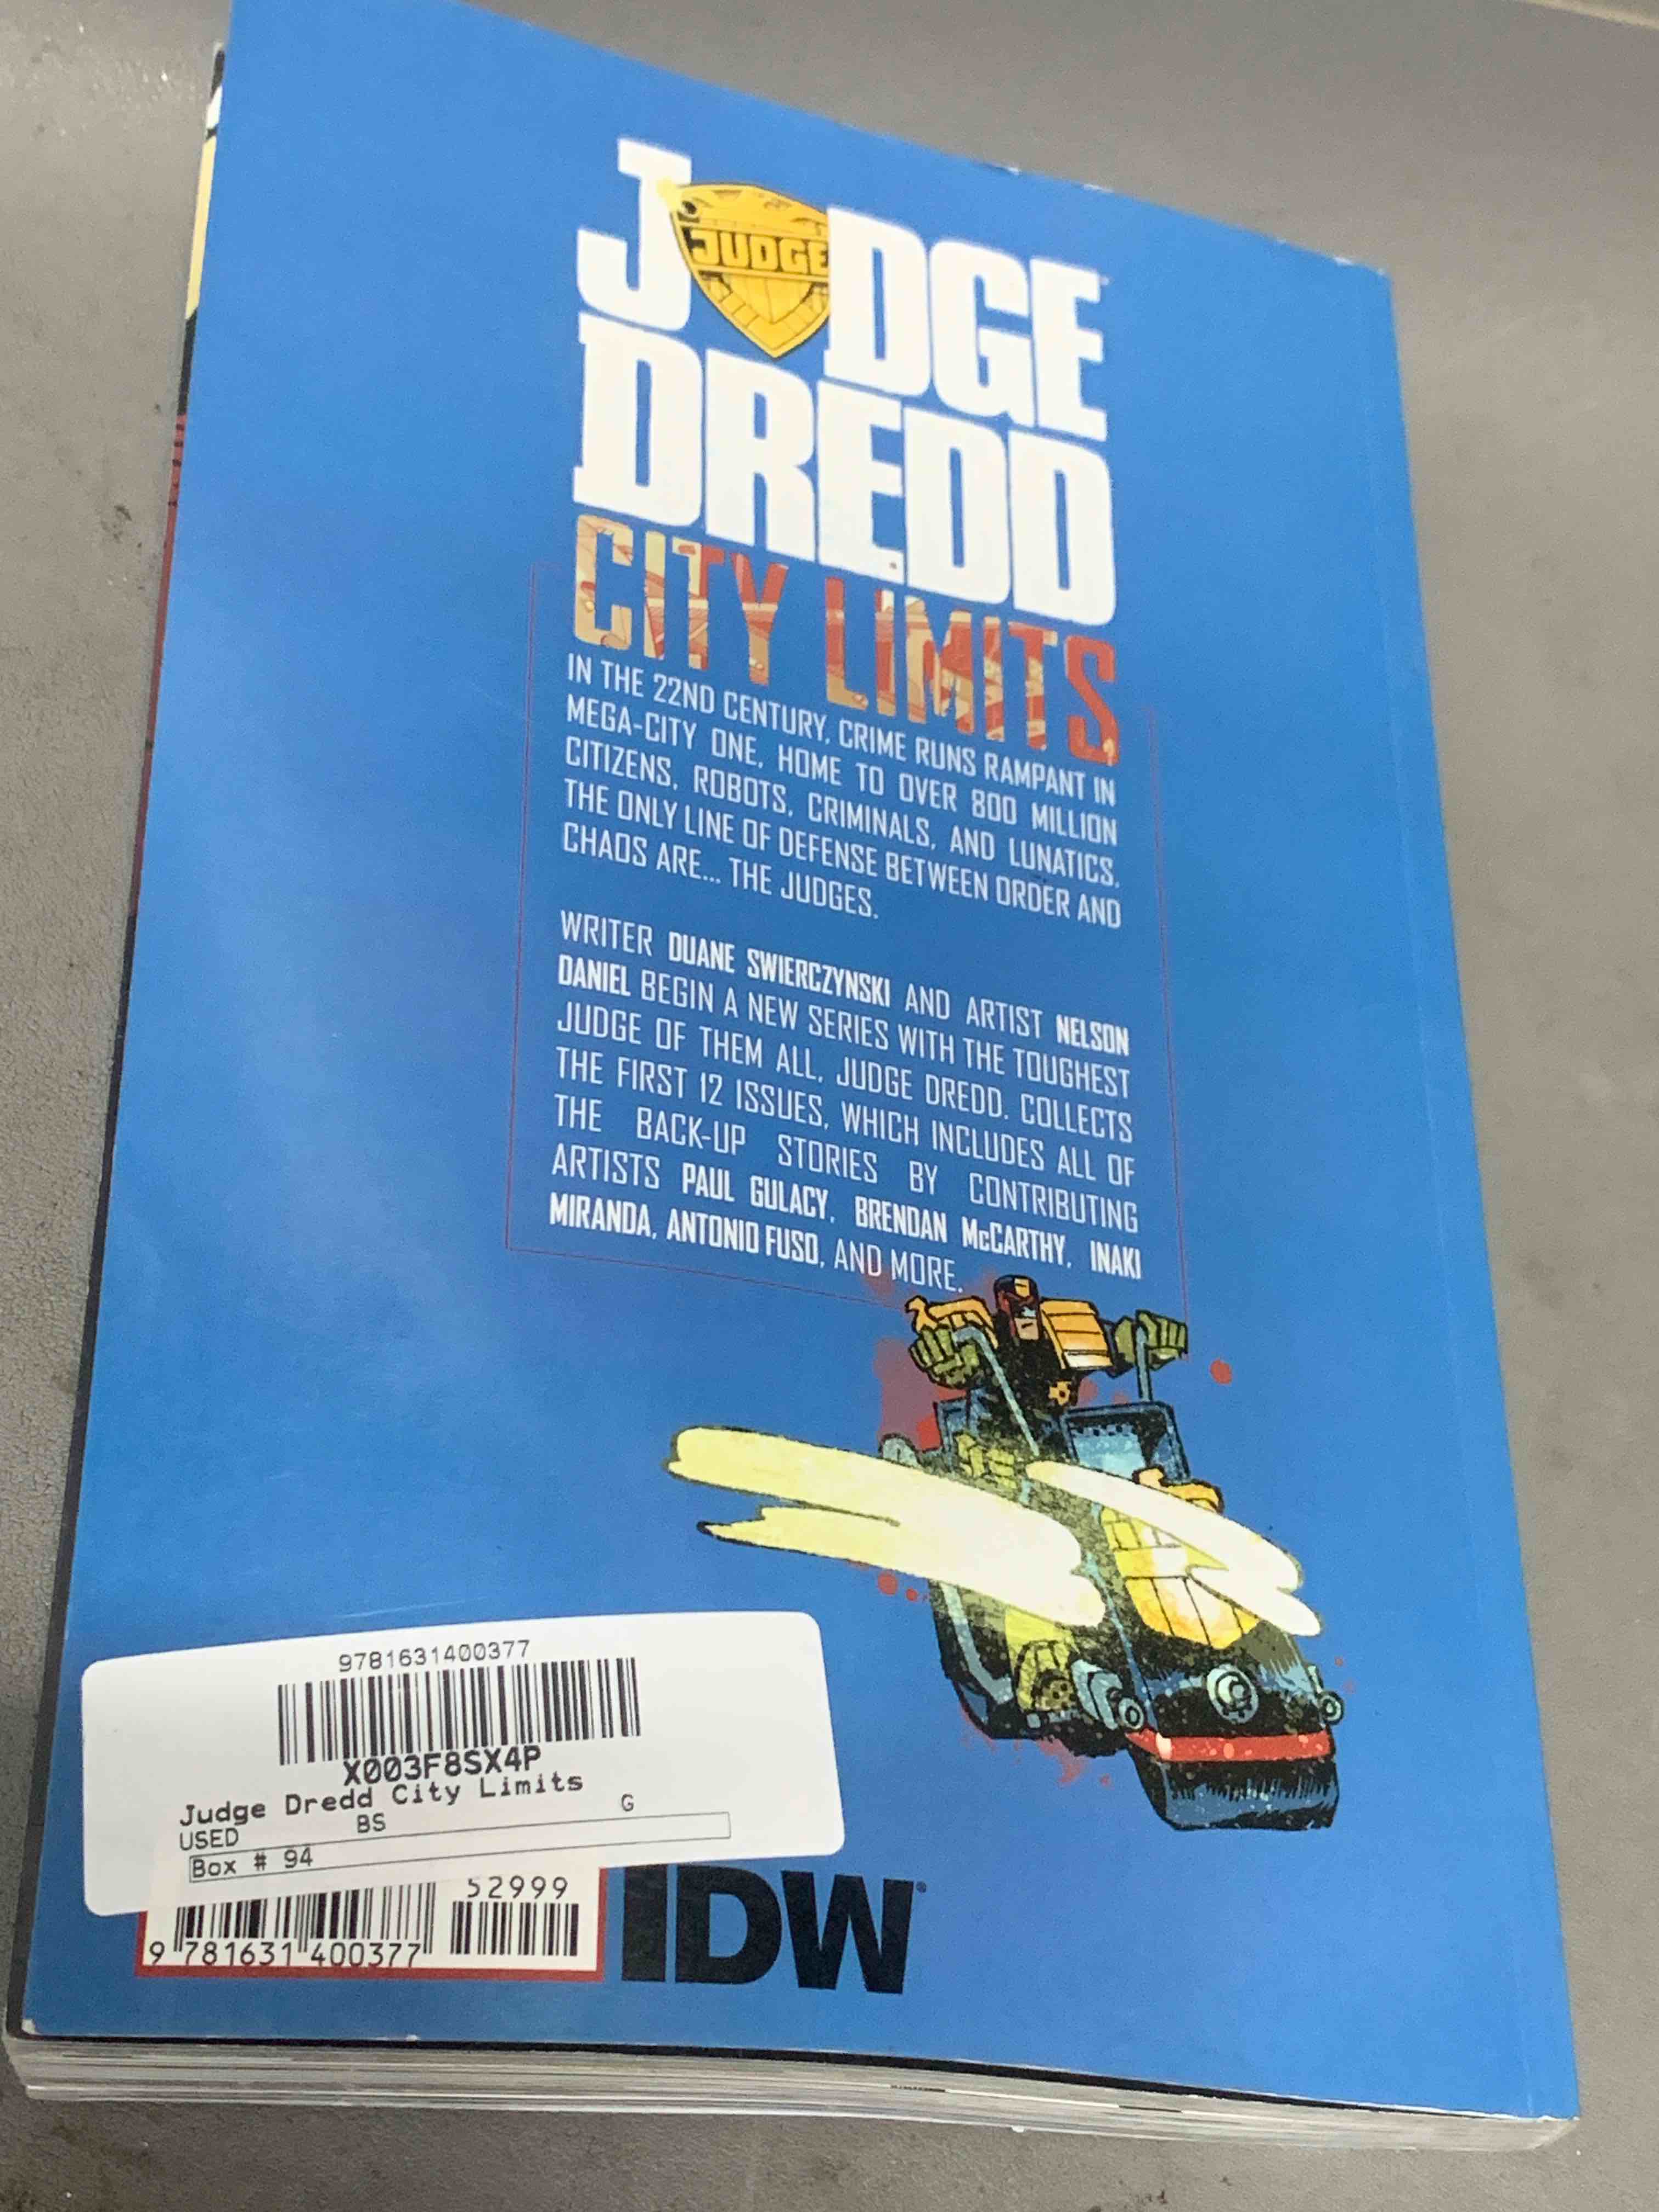 JUDGE
JUDGE
DREDD
CITY LIMITS
IN THE 22ND CENTURY, CRIME RUNS RAMPANT IN
MEGA-CITY ONE, HOME TO OVER 800 MILLION
CITIZENS, ROBOTS, CRIMINALS, AND LUNATICS.
THE ONLY LINE OF DEFENSE BETWEEN ORDER AND
CHAOS ARE... THE JUDGES.
WRITER DUANE SWIERCZYNSKI AND ARTIST NELSON
DANIEL BEGIN A NEW SERIES WITH THE TOUGHEST
JUDGE OF THEM ALL, JUDGE DREDD. COLLECTS
THE FIRST 12 ISSUES, WHICH INCLUDES ALL OF
THE BACK-UP STORIES BY CONTRIBUTING
ARTISTS PAUL GULACY, BRENDAN McCARTHY, INAKI
MIRANDA, ANTONIO FUSO, AND MORE.
9781631400377
X003F8SX4P
Judge Dredd City Limits
USED BS G
Box # 94
52999
9 781631 400377
IDW